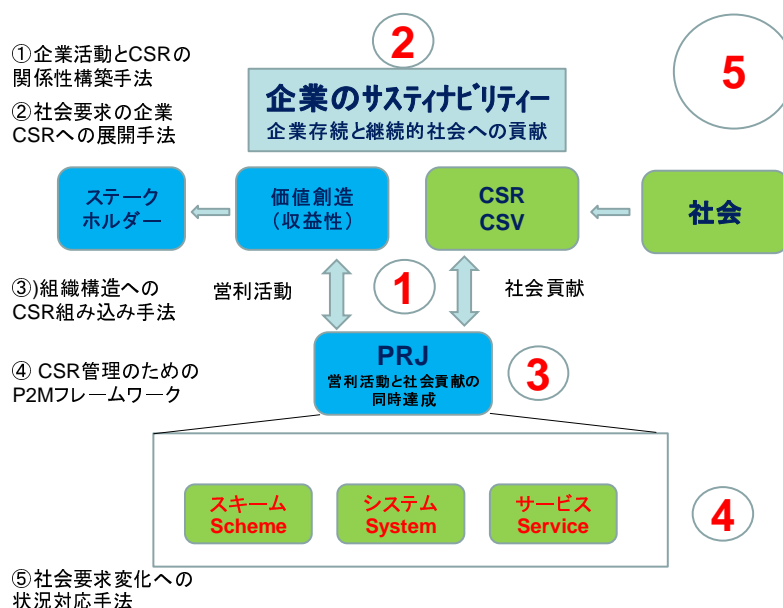 ①企業活動とCSRの
関係性構築手法
②社会要求の企業
CSRへの展開手法
2
5
企業のサスティナビリティー
企業存続と継続的社会への貢献
ステーク
ホルダー
価値創造
（収益性）
CSR
CSV
社会
③)組織構造への
CSR組み込み手法
営利活動
1
社会貢献
④ CSR管理のための
P2Mフレームワーク
PRJ
営利活動と社会貢献の
同時達成
3
スキーム
Scheme
システム
System
サービス
Service
4
⑤社会要求変化への
状況対応手法